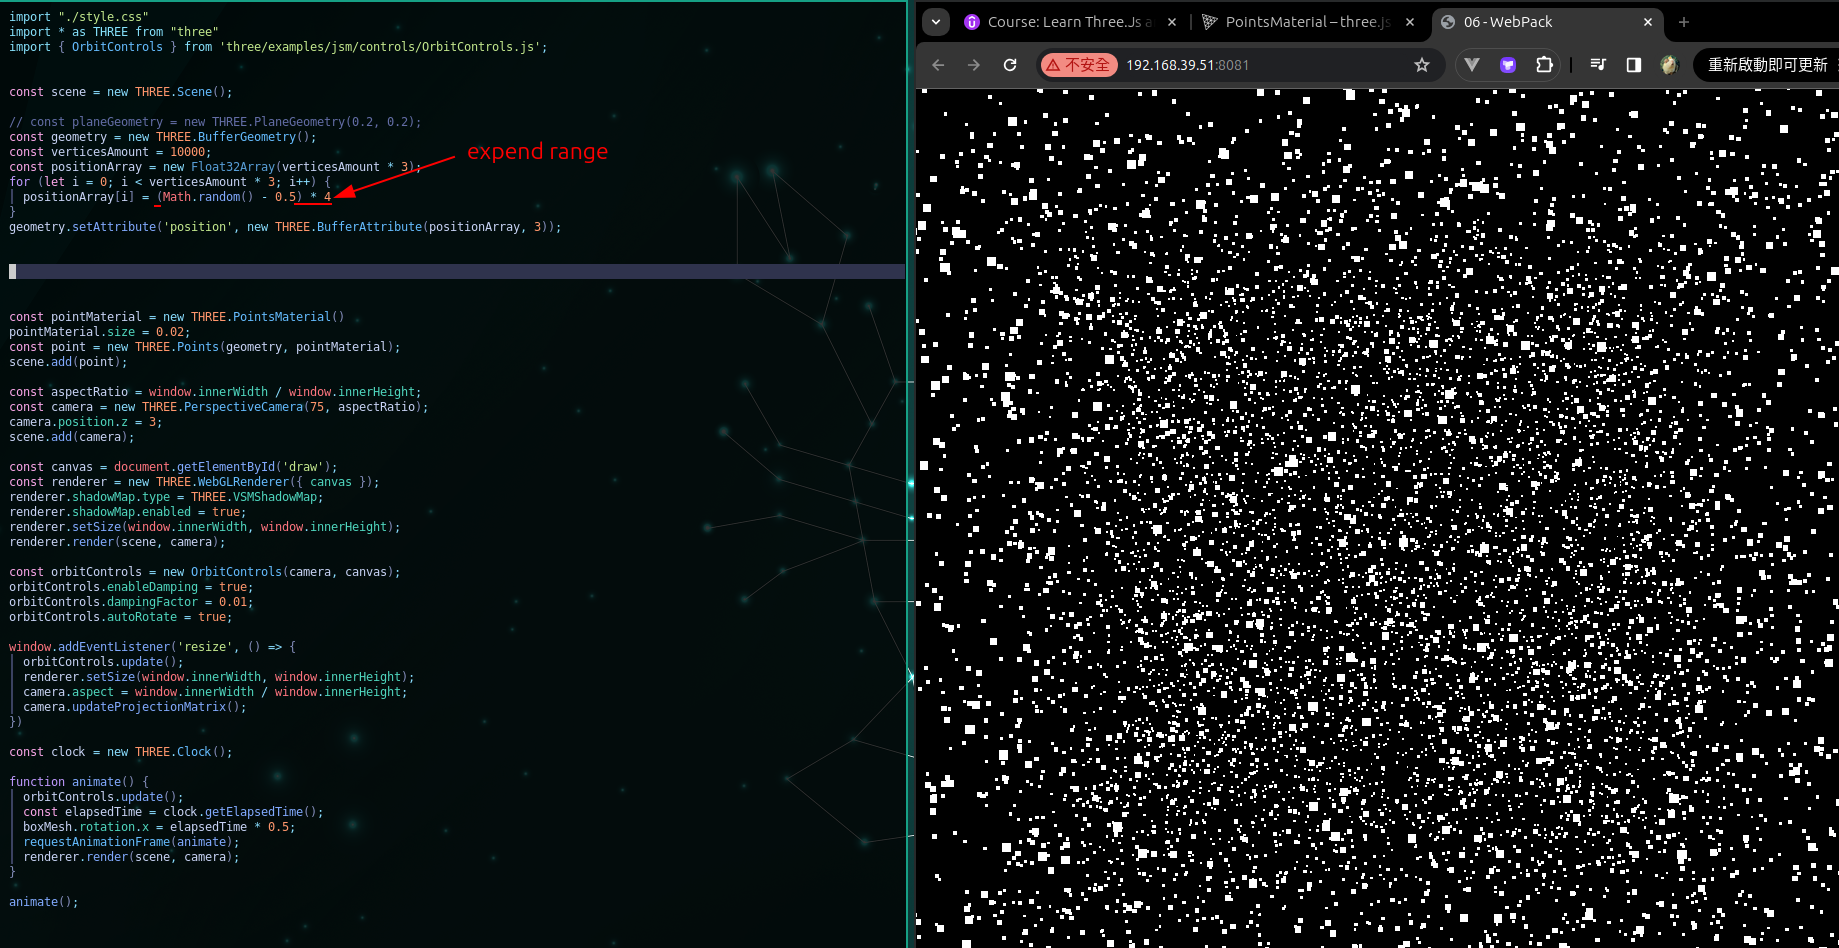 import "./style.css"
import * as THREE from "three"
import { OrbitControls } from 'three/examples/jsm/controls/OrbitControls.js';
const scene = new THREE.Scene();
// const planeGeometry = new THREE.PlaneGeometry(0.2, 0.2);
const geometry = new THREE.BufferGeometry();
const verticesAmount = 10000;
const positionArray = new Float32Array(verticesAmount * 3);
for (let i = 0; i < verticesAmount * 3; i++) {
positionArray[i] = (Math.random() - 0.5) * 4
}
geometry.setAttribute('position', new THREE.BufferAttribute(positionArray, 3));
expend range
const pointMaterial = new THREE.PointsMaterial()
pointMaterial.size = 0.02;
const point = new THREE.Points(geometry, pointMaterial);
scene.add(point);
const aspectRatio = window.innerWidth / window.innerHeight;
const camera = new THREE.PerspectiveCamera(75, aspectRatio);
camera.position.z = 3;
scene.add(camera);
const canvas = document.getElementById('draw');
const renderer = new THREE.WebGLRenderer({ canvas });
renderer.shadowMap.type = THREE.VSMShadowMap;
renderer.shadowMap.enabled = true;
renderer.setSize(window.innerWidth, window.innerHeight);
renderer.render(scene, camera);
const orbitControls = new OrbitControls(camera, canvas);
orbitControls.enableDamping = true;
orbitControls.dampingFactor = 0.01;
orbitControls.autoRotate = true;
window.addEventListener('resize', () => {
orbitControls.update();
renderer.setSize(window.innerWidth, window.innerHeight);
camera.aspect = window.innerWidth / window.innerHeight;
camera.updateProjectionMatrix();
})
const clock = new THREE.Clock();
function animate() {
orbitControls.update();
const elapsedTime = clock.getElapsedTime();
boxMesh.rotation.x = elapsedTime * 0.5;
requestAnimationFrame(animate);
renderer.render(scene, camera);
}
animate();
Course: Learn Three.Js a
PointsMaterial – three.js
06 - WebPack
不安全
192.168.39.51:8081
重新啟動即可更新